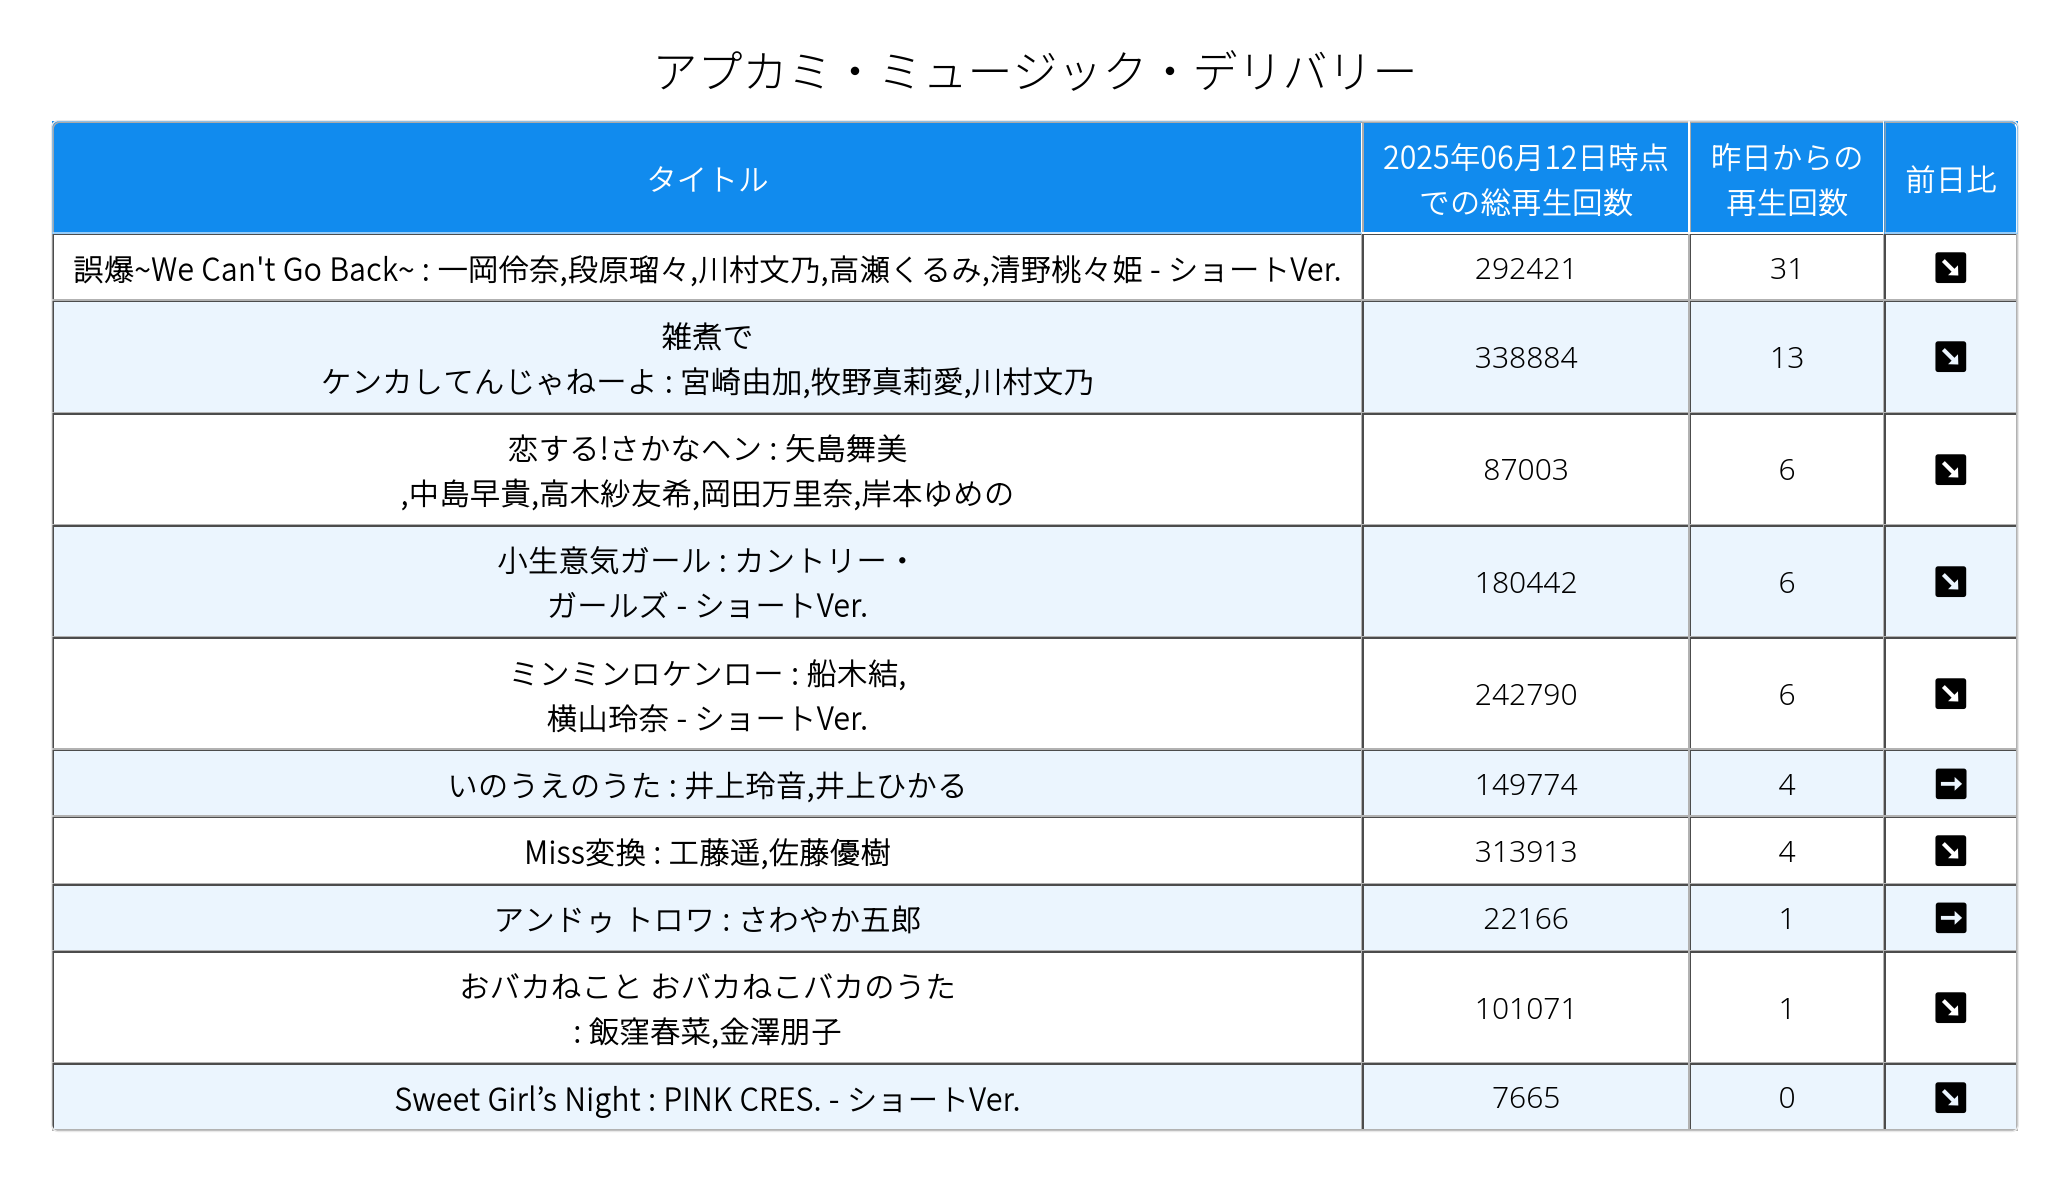 アプカミ・ミュージック・デリバリー
タイトル
2025年06月12日時点
での総再生回数
昨日からの
再生回数
前日比
誤爆~We Can't Go Back~ : 一岡伶奈,段原瑠々,川村文乃,高瀬くるみ,清野桃々姫 - ショートVer.
292421
31
雑煮で
ケンカしてんじゃねーよ : 宮崎由加,牧野真莉愛,川村文乃
338884
13
恋する!さかなヘン : 矢島舞美
,中島早貴,高木紗友希,岡田万里奈,岸本ゆめの
87003
6
小生意気ガール : カントリー・
ガールズ - ショートVer.
180442
6
ミンミンロケンロー : 船木結,
横山玲奈 - ショートVer.
242790
6
いのうえのうた : 井上玲音,井上ひかる
149774
4
Miss変換 : 工藤遥,佐藤優樹
313913
4
アンドゥ トロワ : さわやか五郎
22166
1
おバカねこと おバカねこバカのうた
: 飯窪春菜,金澤朋子
101071
1
Sweet Girl’s Night : PINK CRES. - ショートVer.
7665
0